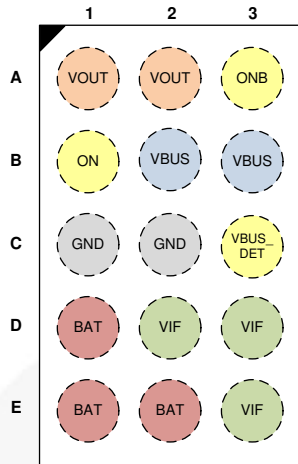 1 2 3
A VOUT VOUT ONB
B ON VBUS VBUS
C GND GND VBUS_
DET
D BAT VIF VIF
E BAT BAT VIF